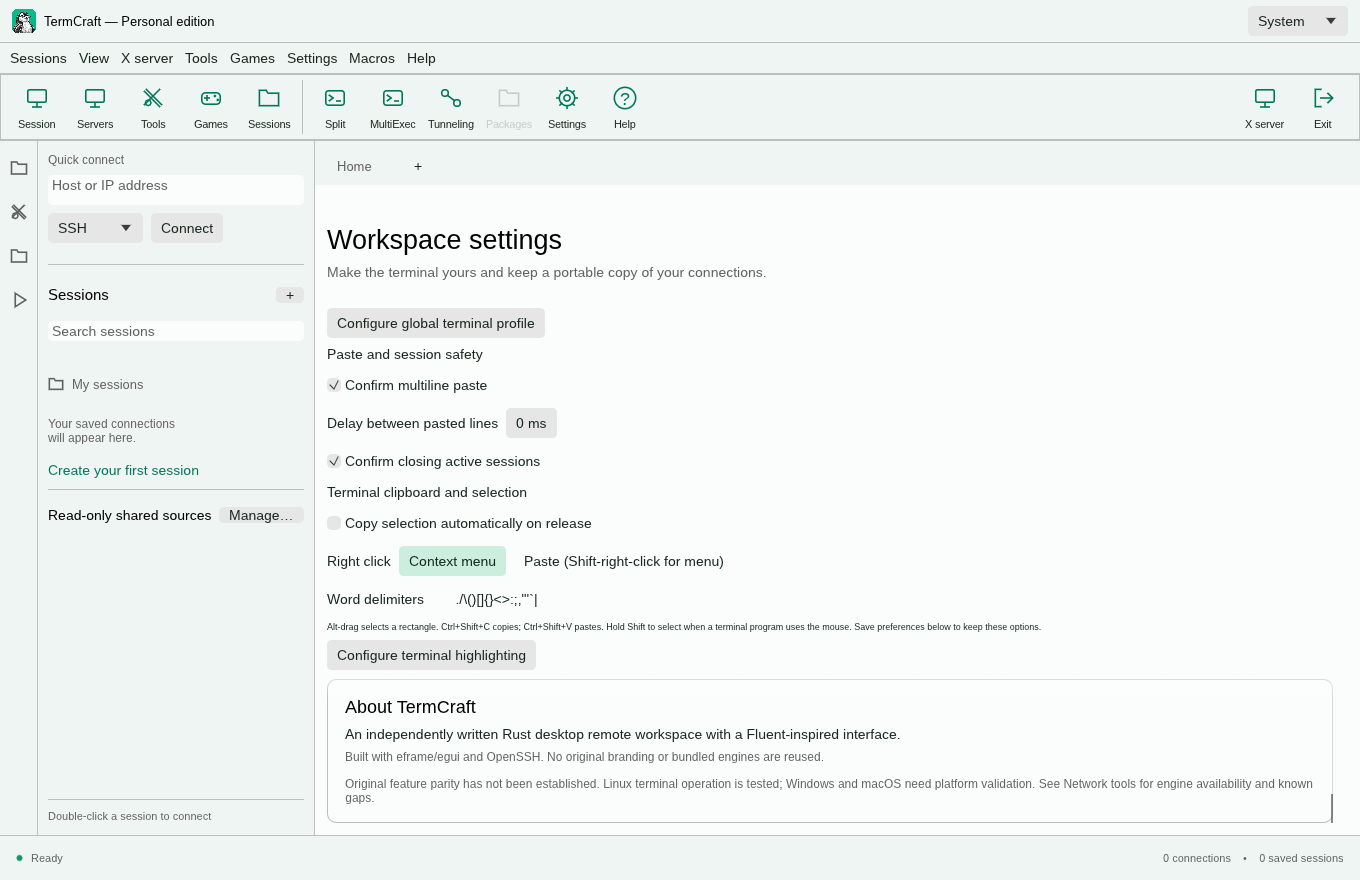 TermCraft — Personal edition
System
Sessions View X server Tools Games Settings Macros Help
Session Servers Tools Games Sessions Split MultiExec Tunneling Packages Settings Help X server Exit
Quick connect
Host or IP address
SSH Connect
Sessions +
Search sessions
My sessions
Your saved connections
will appear here.
Create your first session
Read-only shared sources Manage…
Double-click a session to connect
Home +
Workspace settings
Make the terminal yours and keep a portable copy of your connections.
Configure global terminal profile
Paste and session safety
Confirm multiline paste
Delay between pasted lines 0 ms
Confirm closing active sessions
Terminal clipboard and selection
Copy selection automatically on release
Right click Context menu Paste (Shift-right-click for menu)
Word delimiters ./\()[]{}<>:;,"'`|
Alt-drag selects a rectangle. Ctrl+Shift+C copies; Ctrl+Shift+V pastes. Hold Shift to select when a terminal program uses the mouse. Save preferences below to keep these options.
Configure terminal highlighting
About TermCraft
An independently written Rust desktop remote workspace with a Fluent-inspired interface.
Built with eframe/egui and OpenSSH. No original branding or bundled engines are reused.
Original feature parity has not been established. Linux terminal operation is tested; Windows and macOS need platform validation. See Network tools for engine availability and known
gaps.
Ready
0 connections • 0 saved sessions